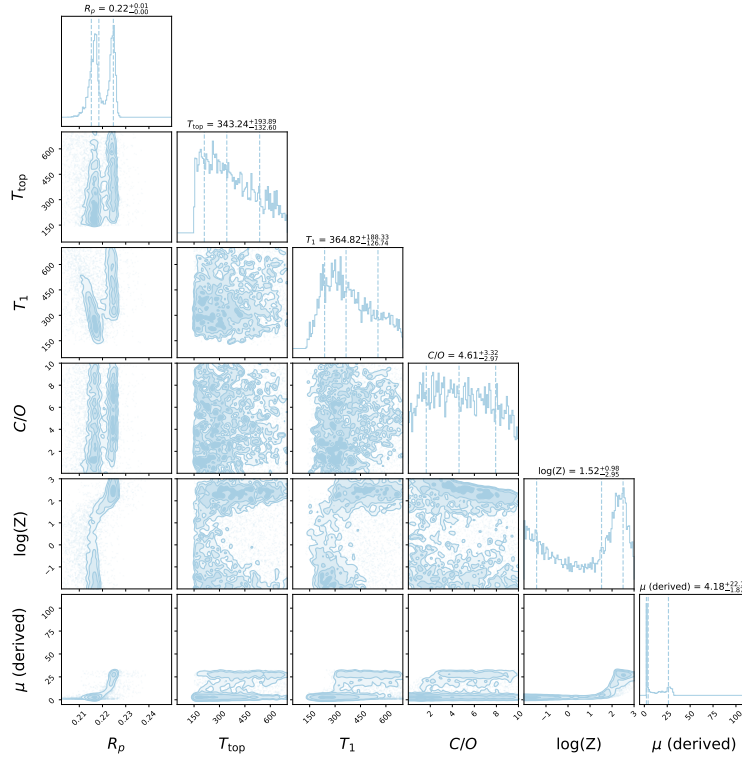 R_p = 0.22^{+0.01}_{-0.00}
T_top = 343.24^{+193.89}_{-132.60}
600
450
300
150
T_top
T_1 = 364.82^{+188.33}_{-126.74}
600
450
300
150
T_1
C/O = 4.61^{+3.32}_{-2.97}
10
8
6
4
2
C/O
log(Z) = 1.52^{+0.98}_{-2.95}
3
2
1
0
−1
log(Z)
μ (derived) = 4.18
100
75
50
25
0
μ (derived)
0.21 0.22 0.23 0.24
150 300 450 600
150 300 450 600
2 4 6 8 10
−1 0 1 2 3
0 25 50 75 100
R_p T_top T_1 C/O log(Z) μ (derived)